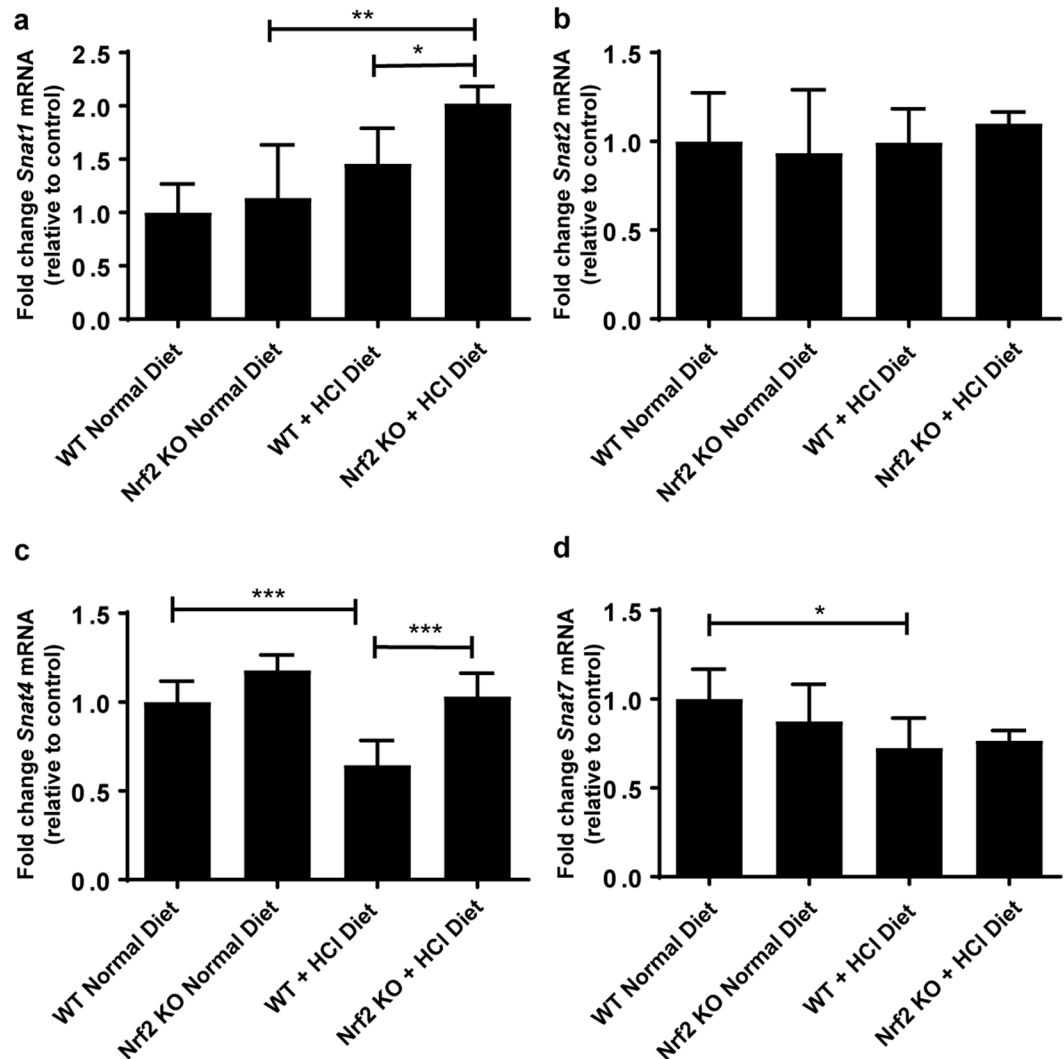 a
**
*
Fold change Snat1 mRNA
(relative to control)
2.5
2.0
1.5
1.0
0.5
0.0
WT Normal Diet
Nrf2 KO Normal Diet
WT + HCl Diet
Nrf2 KO + HCl Diet
b
Fold change Snat2 mRNA
(relative to control)
1.5
1.0
0.5
0.0
WT Normal Diet
Nrf2 KO Normal Diet
WT + HCl Diet
Nrf2 KO + HCl Diet
c
***
***
Fold change Snat4 mRNA
(relative to control)
1.5
1.0
0.5
0.0
WT Normal Diet
Nrf2 KO Normal Diet
WT + HCl Diet
Nrf2 KO + HCl Diet
d
*
Fold change Snat7 mRNA
(relative to control)
1.5
1.0
0.5
0.0
WT Normal Diet
Nrf2 KO Normal Diet
WT + HCl Diet
Nrf2 KO + HCl Diet